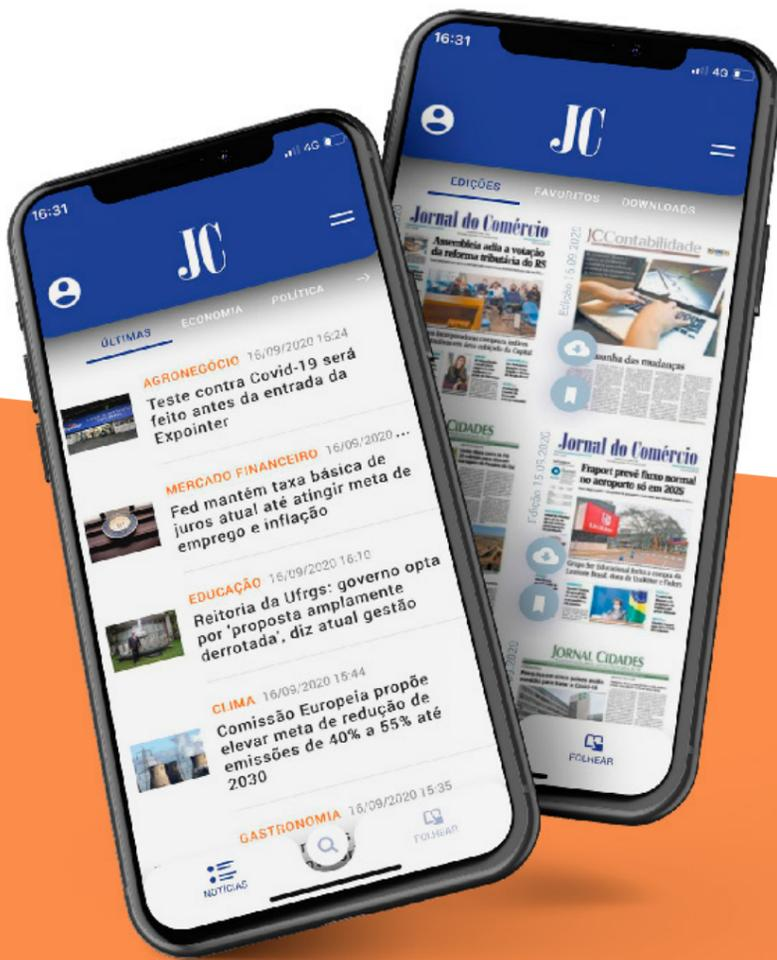 16:31
4G
JC
ÚLTIMAS
ECONOMIA
POLÍTICA
AGRONEGÓCIO 16/09/2020 16:24
Teste contra Covid-19 será
feito antes da entrada da
Expointer
MERCADO FINANCEIRO 16/09/2020 ...
Fed mantém taxa básica de
juros atual até atingir meta de
emprego e inflação
EDUCAÇÃO 16/09/2020 16:10
Reitoria da Ufrgs: governo opta
por 'proposta amplamente
derrotada', diz atual gestão
CLIMA 16/09/2020 15:44
Comissão Europeia propõe
elevar meta de redução de
emissões de 40% a 55% até
2030
GASTRONOMIA 16/09/2020 15:35
NOTÍCIAS
FOLHEAR
16:31
4G
JC
EDIÇÕES
FAVORITOS
DOWNLOADS
Jornal do Comércio
Assembleia adia a votação
da reforma tributária do RS
CIDADES
JCContabilidade
Edição 15.09.2020
das mudanças
Jornal do Comércio
Fraport prevê fluxo normal
no aeroporto só em 2025
Edição 15.09.2020
Grupo Ser Educacional
JORNAL CIDADES
FOLHEAR